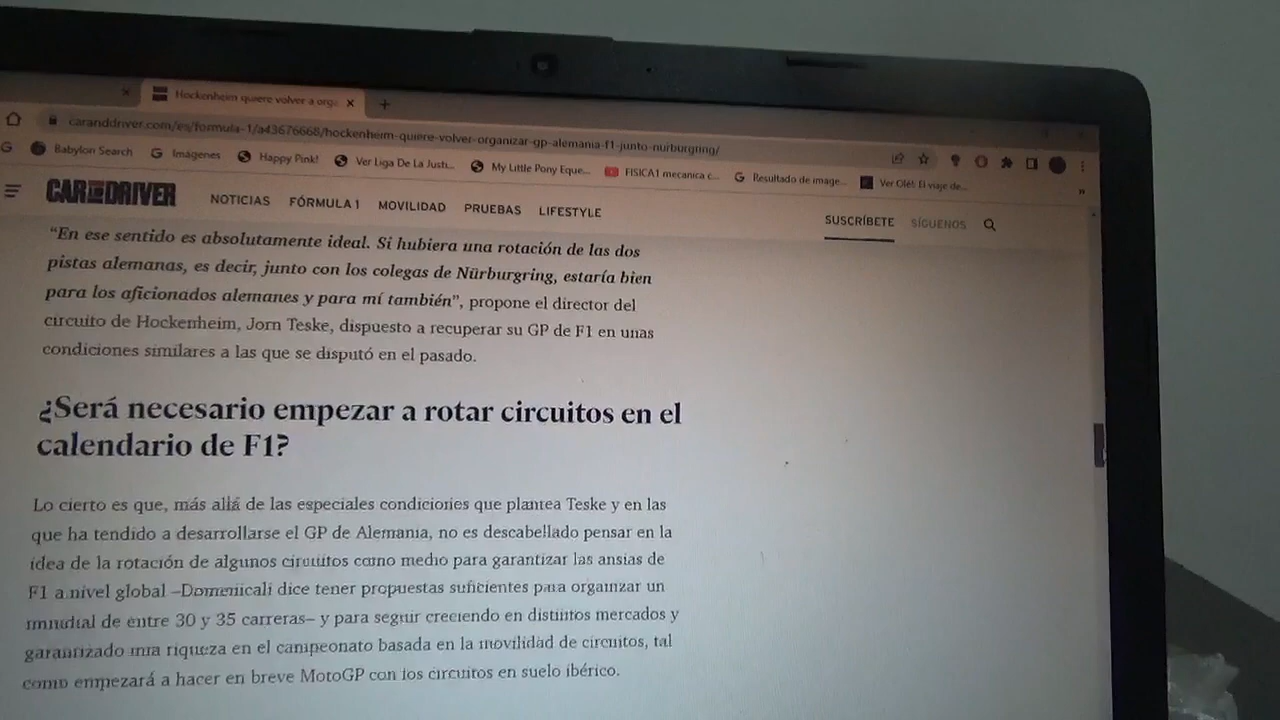 Hockenheim quiere volver a orga
caranddriver.com/es/formula-1/a43676668/hockenheim-quiere-volver-organizar-gp-alemania-f1-junto-nurburgring/
Babylon Search Imágenes Happy Pink! Ver Liga De La Justi... My Little Pony Eque... FISICA1 mecanica c... Resultado de image... Ver Olé!: El viaje de...
CAR AND DRIVER NOTICIAS FÓRMULA 1 MOVILIDAD PRUEBAS LIFESTYLE SUSCRÍBETE SÍGUENOS
“En ese sentido es absolutamente ideal. Si hubiera una rotación de las dos
pistas alemanas, es decir, junto con los colegas de Nürburgring, estaría bien
para los aficionados alemanes y para mí también”, propone el director del
circuito de Hockenheim, Jorn Teske, dispuesto a recuperar su GP de F1 en unas
condiciones similares a las que se disputó en el pasado.
¿Será necesario empezar a rotar circuitos en el
calendario de F1?
Lo cierto es que, más allá de las especiales condiciones que plantea Teske y en las
que ha tendido a desarrollarse el GP de Alemania, no es descabellado pensar en la
idea de la rotación de algunos circuitos como medio para garantizar las ansias de
F1 a nivel global –Domenicali dice tener propuestas suficientes para organizar un
mundial de entre 30 y 35 carreras– y para seguir creciendo en distintos mercados y
garantizado una riqueza en el campeonato basada en la movilidad de circuitos, tal
como empezará a hacer en breve MotoGP con los circuitos en suelo ibérico.